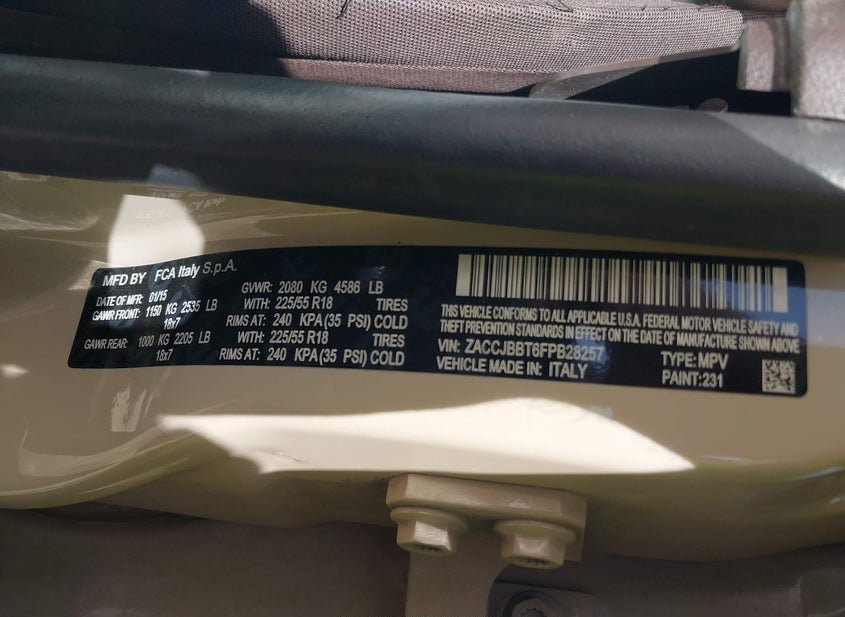 MFD BY FCA Italy S.p.A.
DATE OF MFR: 01/15
GAWR FRONT: 1150 KG 2535 LB
18x7
GAWR REAR: 1000 KG 2205 LB
18x7
GVWR: 2080 KG 4586 LB
WITH: 225/55 R18 TIRES
RIMS AT: 240 KPA(35 PSI) COLD
WITH: 225/55 R18 TIRES
RIMS AT: 240 KPA(35 PSI) COLD
THIS VEHICLE CONFORMS TO ALL APPLICABLE U.S.A. FEDERAL MOTOR VEHICLE SAFETY AND
THEFT PREVENTION STANDARDS IN EFFECT ON THE DATE OF MANUFACTURE SHOWN ABOVE
VIN: ZACCJBBT6FPB28257 TYPE: MPV
VEHICLE MADE IN: ITALY PAINT: 231